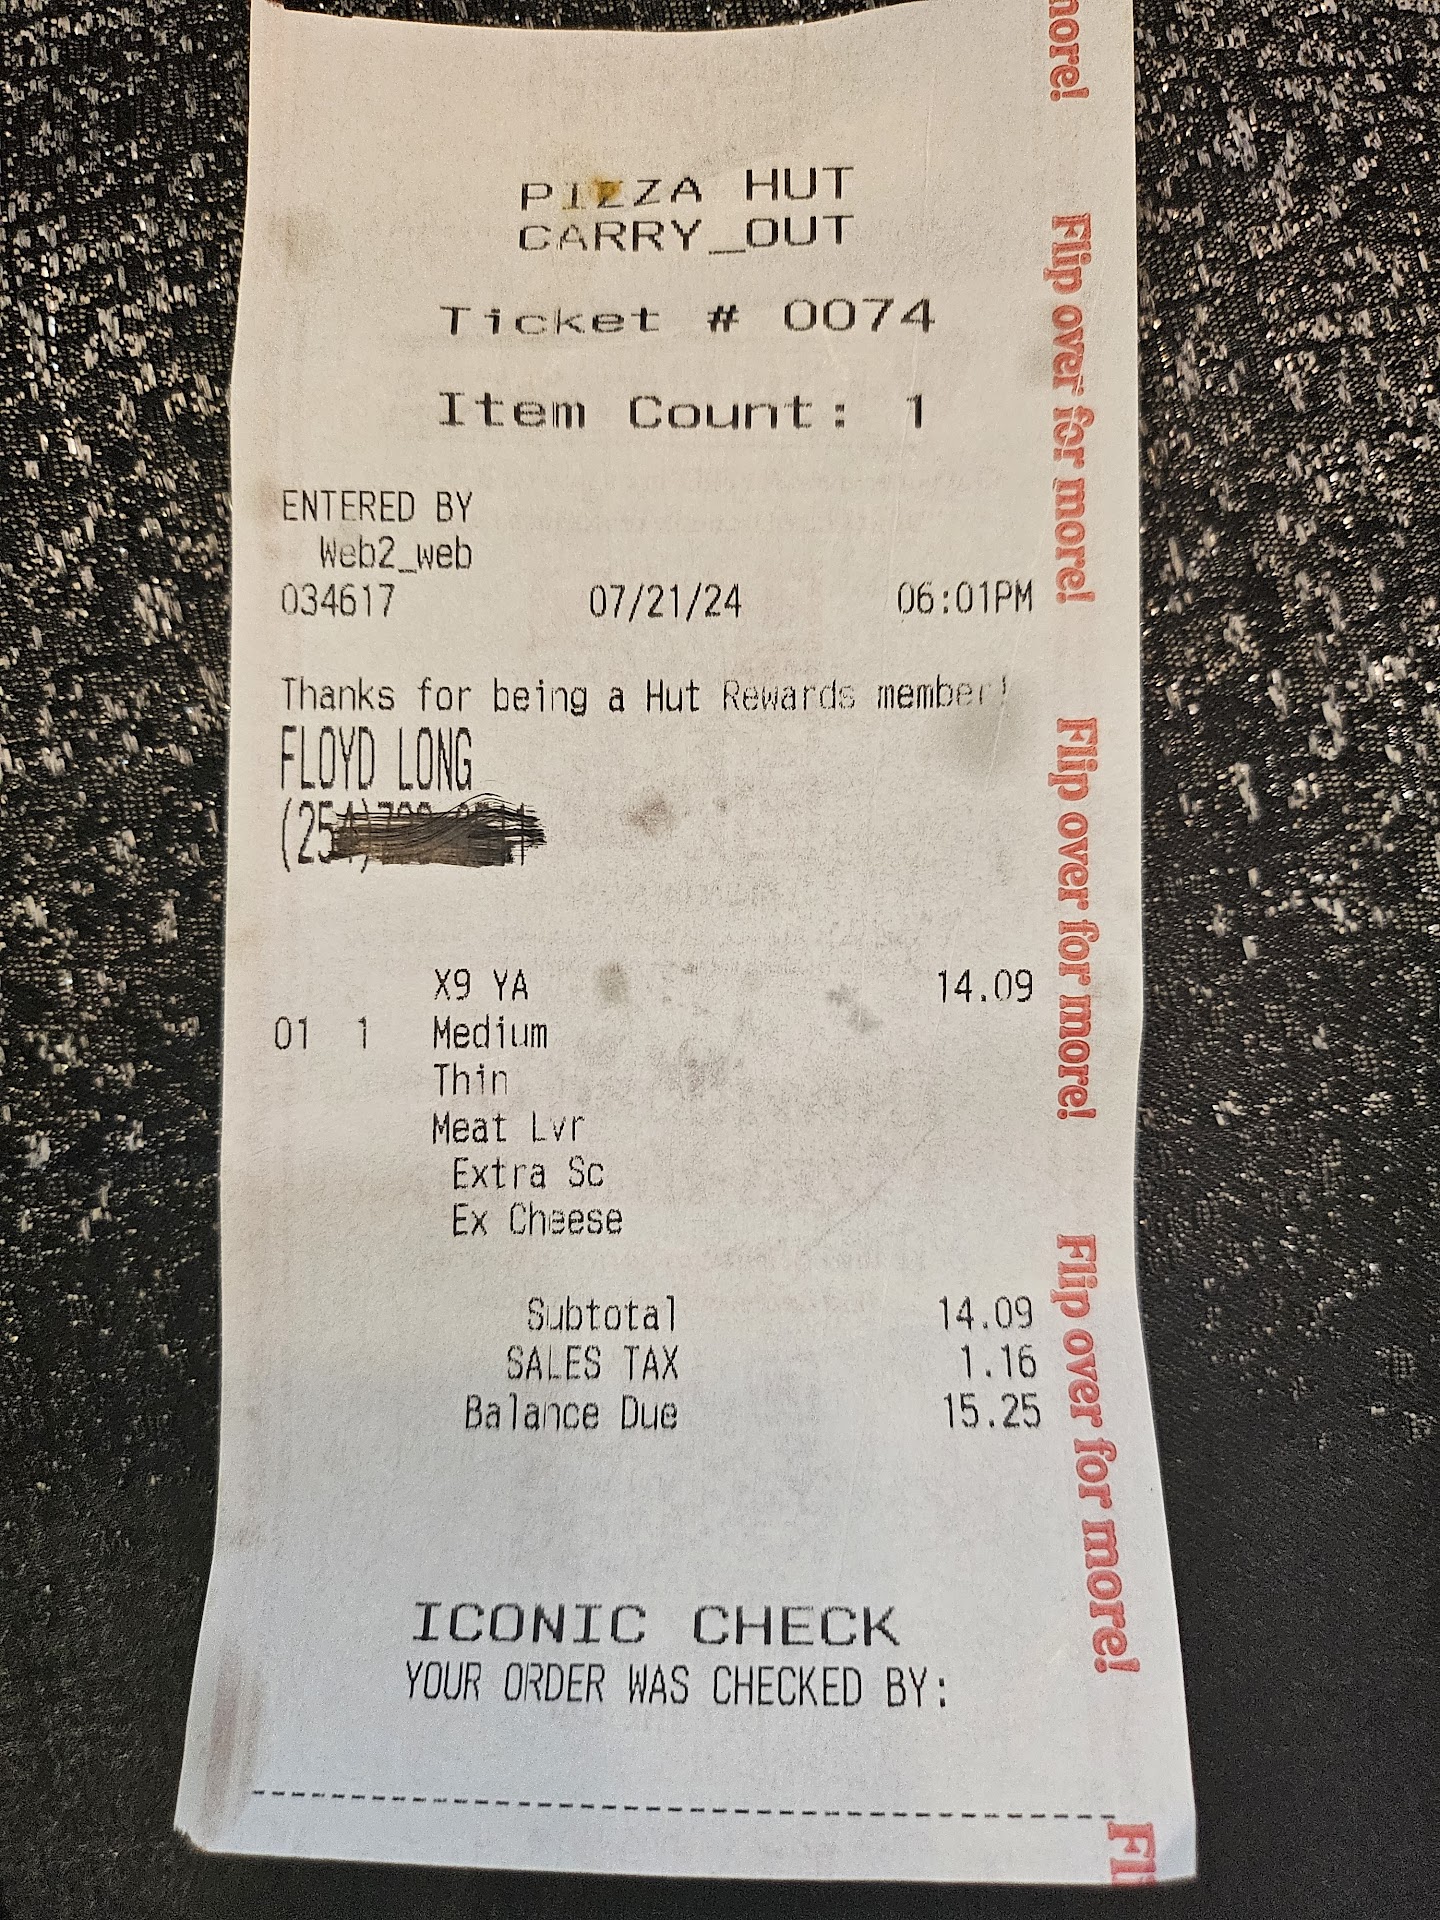 PIZZA HUT
CARRY_OUT
Ticket # 0074
Item Count: 1
ENTERED BY
Web2_web
034617 07/21/24 06:01PM
Thanks for being a Hut Rewards member!
FLOYD LONG
(25
X9 YA 14.09
01 1 Medium
Thin
Meat Lvr
Extra Sc
Ex Cheese
Subtotal 14.09
SALES TAX 1.16
Balance Due 15.25
ICONIC CHECK
YOUR ORDER WAS CHECKED BY:
more!
Flip over for more!
Flip over for more!
Flip over for more!
Fl